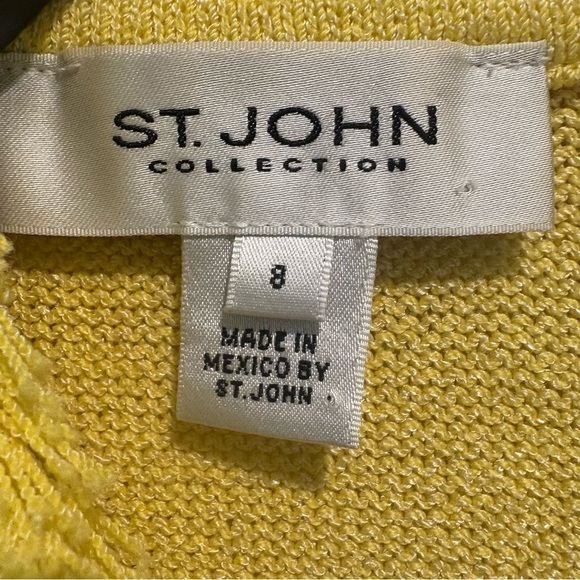 ST. JOHN
COLLECTION
8
MADE IN
MEXICO BY
ST. JOHN